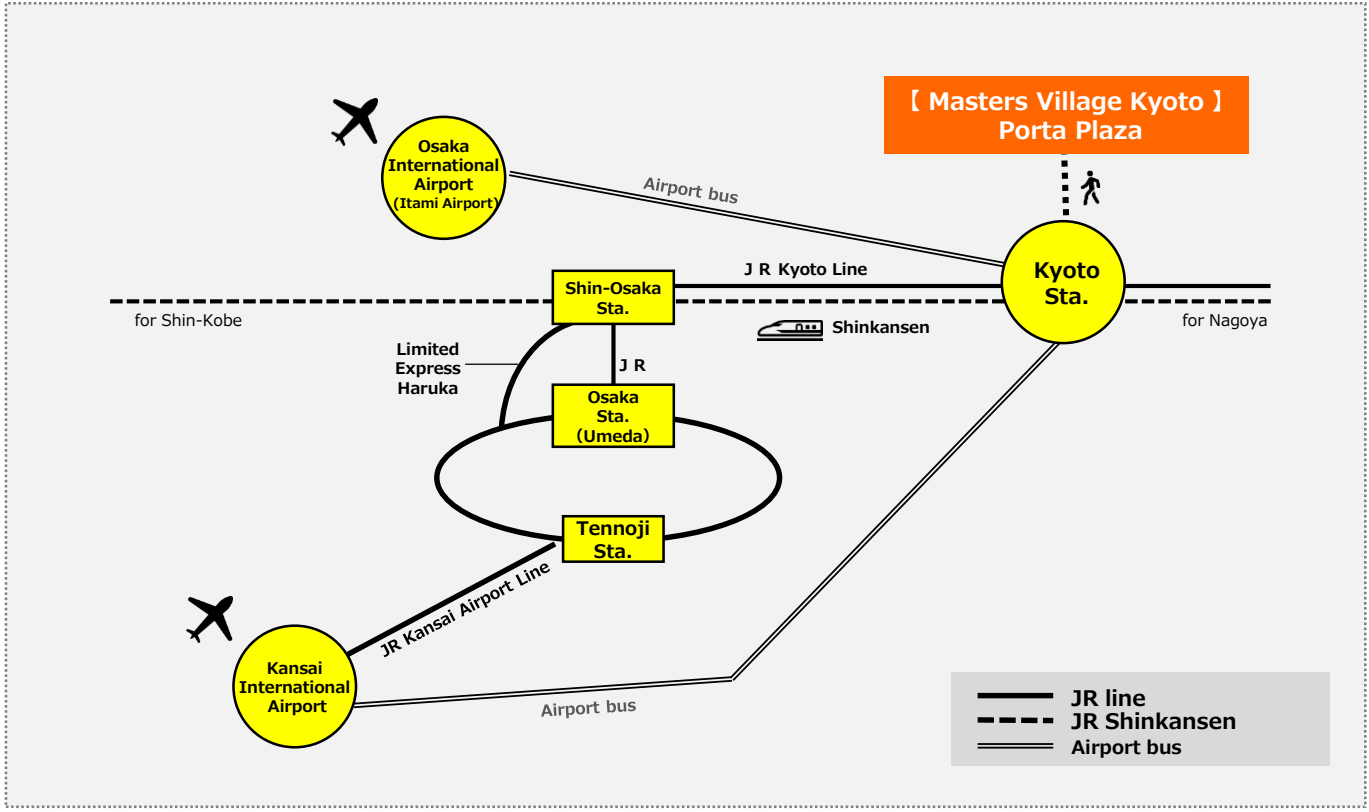 【 Masters Village Kyoto 】
Porta Plaza
Osaka
International
Airport
(Itami Airport)
Airport bus
Kyoto
Sta.
J R Kyoto Line
Shin-Osaka
Sta.
for Shin-Kobe
Shinkansen
for Nagoya
Limited
Express
Haruka
J R
Osaka
Sta.
（Umeda）
Tennoji
Sta.
JR Kansai Airport Line
Kansai
International
Airport
Airport bus
JR line
JR Shinkansen
Airport bus